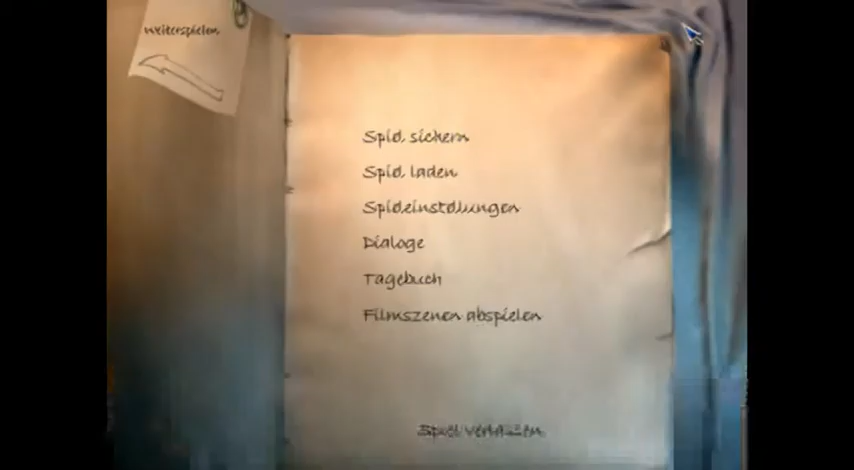 weiterspielen
Spiel sichern
Spiel laden
Spieleinstellungen
Dialoge
Tagebuch
Filmszenen abspielen
Spiel verlassen